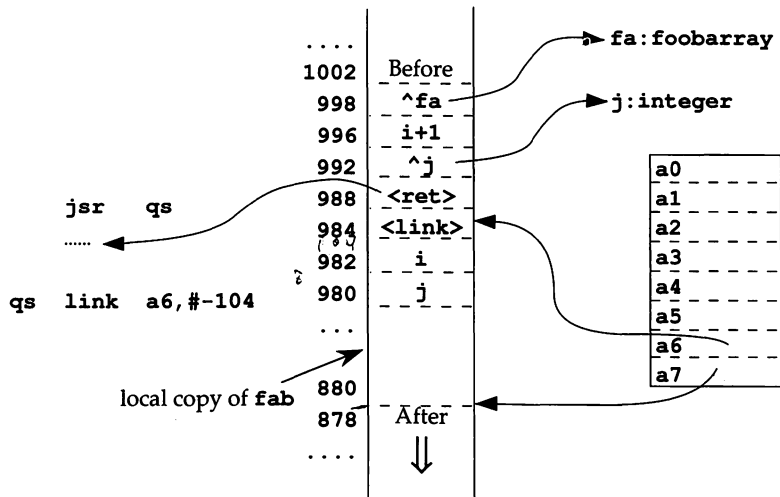 ....
1002 Before
998 ^fa
996 i+1
992 ^j
988 <ret>
984 <link>
982 i
980 j
...
880
878 After
....
fa:foobarray
j:integer
jsr qs
......
qs link a6,#-104
local copy of fab
a0
a1
a2
a3
a4
a5
a6
a7